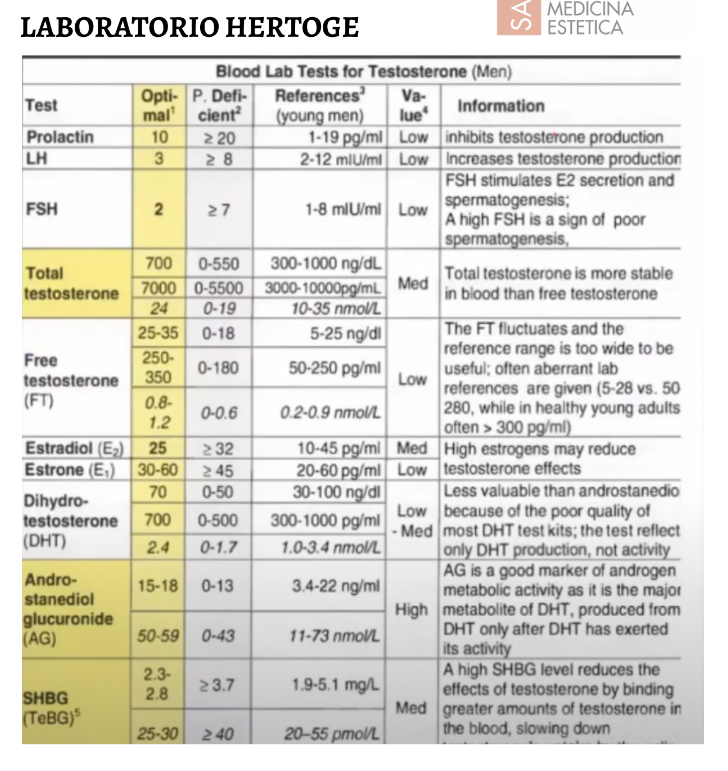 LABORATORIO HERTOGE
SA
MEDICINA
ESTETICA
Blood Lab Tests for Testosterone (Men)
Test
Opti-
mal¹
P. Defi-
cient²
References³
(young men)
Va-
lue⁴
Information
Prolactin
10
≥ 20
1-19 pg/ml
Low
inhibits testosterone production
LH
3
≥ 8
2-12 mIU/ml
Low
Increases testosterone production
FSH
2
≥ 7
1-8 mIU/ml
Low
FSH stimulates E2 secretion and
spermatogenesis;
A high FSH is a sign of poor
spermatogenesis,
Total
testosterone
700
0-550
300-1000 ng/dL
7000
0-5500
3000-10000pg/mL
24
0-19
10-35 nmol/L
Med
Total testosterone is more stable
in blood than free testosterone
Free
testosterone
(FT)
25-35
0-18
5-25 ng/dl
250-
350
0-180
50-250 pg/ml
0.8-
1.2
0-0.6
0.2-0.9 nmol/L
Low
The FT fluctuates and the
reference range is too wide to be
useful; often aberrant lab
references are given (5-28 vs. 50
280, while in healthy young adults
often > 300 pg/ml)
Estradiol (E₂)
25
≥ 32
10-45 pg/ml
Med
High estrogens may reduce
Estrone (E₁)
30-60
≥ 45
20-60 pg/ml
Low
testosterone effects
Dihydro-
testosterone
(DHT)
70
0-50
30-100 ng/dl
700
0-500
300-1000 pg/ml
2.4
0-1.7
1.0-3.4 nmol/L
Low
- Med
Less valuable than androstanedio
because of the poor quality of
most DHT test kits; the test reflect
only DHT production, not activity
Andro-
stanediol
glucuronide
(AG)
15-18
0-13
3.4-22 ng/ml
50-59
0-43
11-73 nmol/L
High
AG is a good marker of androgen
metabolic activity as it is the major
metabolite of DHT, produced from
DHT only after DHT has exerted
its activity
SHBG
(TeBG)⁵
2.3-
2.8
≥ 3.7
1.9-5.1 mg/L
25-30
≥ 40
20–55 pmol/L
Med
A high SHBG level reduces the
effects of testosterone by binding
greater amounts of testosterone in
the blood, slowing down